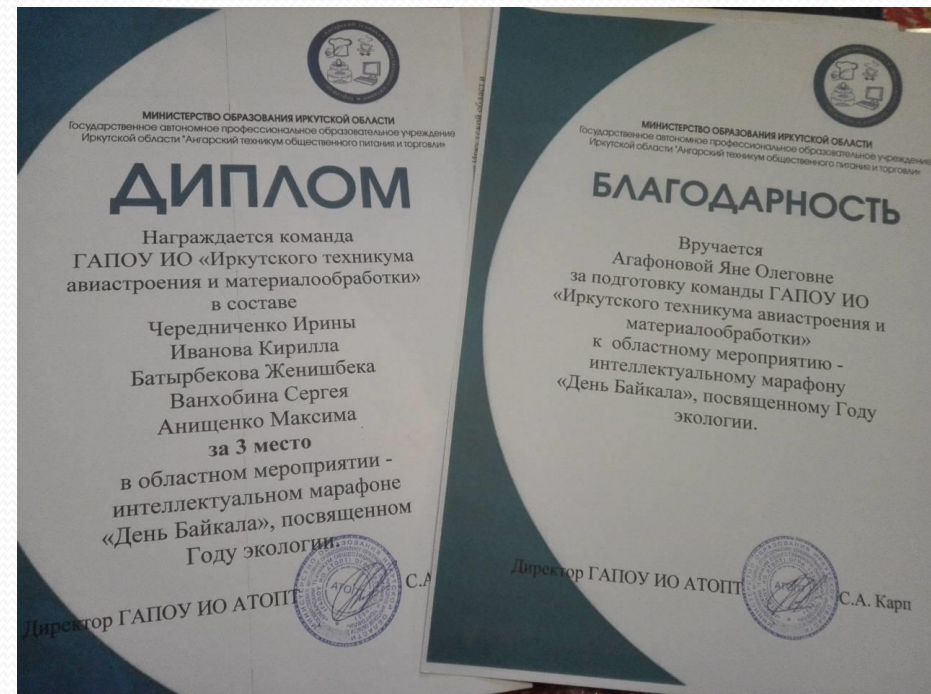 МИНИСТЕРСТВО ОБРАЗОВАНИЯ ИРКУТСКОЙ ОБЛАСТИ
Государственное автономное профессиональное образовательное учреждение
Иркутской области "Ангарский техникум общественного питания и торговли»
ДИПЛОМ
Награждается команда
ГАПОУ ИО «Иркутского техникума
авиастроения и материалообработки»
в составе
Чередниченко Ирины
Иванова Кирилла
Батырбекова Женишбека
Ванхобина Сергея
Анищенко Максима
за 3 место
в областном мероприятии -
интеллектуальном марафоне
«День Байкала», посвященном
Году экологии.
Директор ГАПОУ ИО АТОПТ
С.А
МИНИСТЕРСТВО ОБРАЗОВАНИЯ ИРКУТСКОЙ ОБЛАСТИ
Государственное автономное профессиональное образовательное учреждение
Иркутской области "Ангарский техникум общественного питания и торговли»
БЛАГОДАРНОСТЬ
Вручается
Агафоновой Яне Олеговне
за подготовку команды ГАПОУ ИО
«Иркутского техникума авиастроения и
материалообработки»
к областному мероприятию -
интеллектуальному марафону
«День Байкала», посвященному Году
экологии.
Директор ГАПОУ ИО АТОПТ
С.А. Карп